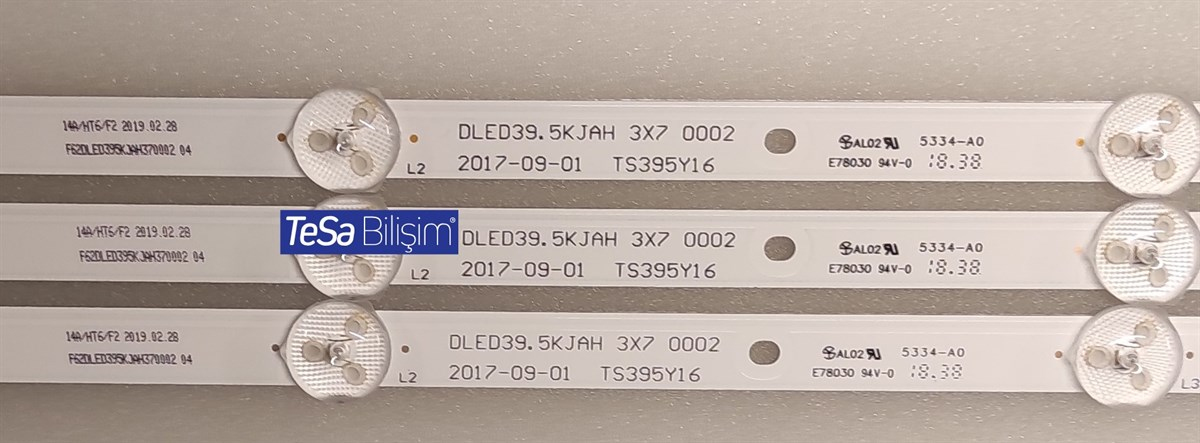 14A/HT6/F2 2019.02.28
F62DLED395KJAH370002 04
L2
DLED39.5KJAH 3X7 0002
2017-09-01 TS395Y16
SAL02 5334-A0
E78030 94V-0 18.38
14A/HT6/F2 2019.02.28
F62DLED395KJAH370002 04
TeSa Bilişim®
L2
DLED39.5KJAH 3X7 0002
2017-09-01 TS395Y16
SAL02 5334-A0
E78030 94V-0 18.38
14A/HT6/F2 2019.02.28
F62DLED395KJAH370002 04
L2
DLED39.5KJAH 3X7 0002
2017-09-01 TS395Y16
SAL02 5334-A0
E78030 94V-0 18.38
L3